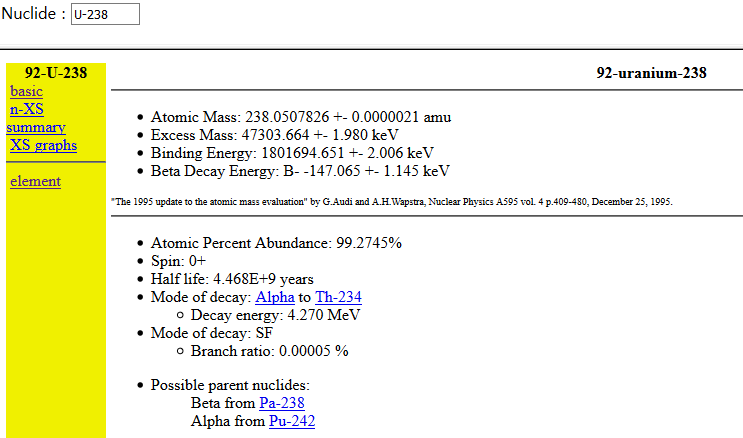 Nuclide : U-238
92-U-238
basic
n-XS
summary
XS graphs
element
92-uranium-238
Atomic Mass: 238.0507826 +- 0.0000021 amu
Excess Mass: 47303.664 +- 1.980 keV
Binding Energy: 1801694.651 +- 2.006 keV
Beta Decay Energy: B- -147.065 +- 1.145 keV
"The 1995 update to the atomic mass evaluation" by G.Audi and A.H.Wapstra, Nuclear Physics A595 vol. 4 p.409-480, December 25, 1995.
Atomic Percent Abundance: 99.2745%
Spin: 0+
Half life: 4.468E+9 years
Mode of decay: Alpha to Th-234
Decay energy: 4.270 MeV
Mode of decay: SF
Branch ratio: 0.00005 %
Possible parent nuclides:
Beta from Pa-238
Alpha from Pu-242